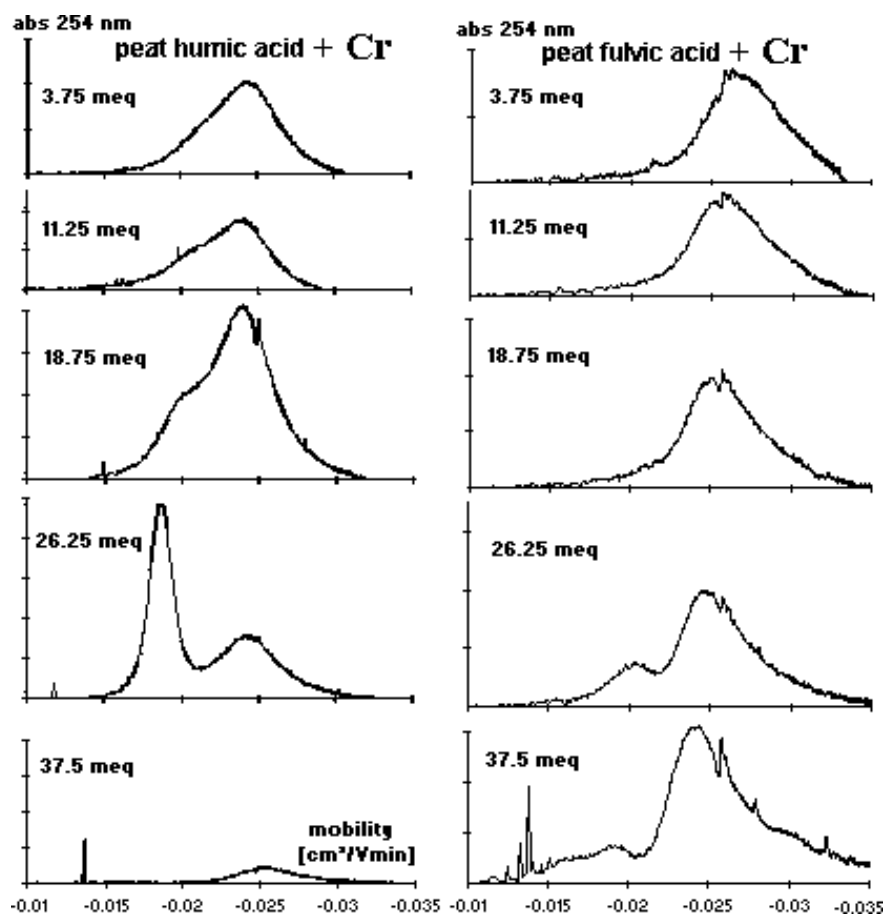 abs 254 nm
peat humic acid + Cr
3.75 meq
11.25 meq
18.75 meq
26.25 meq
37.5 meq
mobility
[cm²/Vmin]
-0.01 -0.015 -0.02 -0.025 -0.03 -0.035
abs 254 nm
peat fulvic acid + Cr
3.75 meq
11.25 meq
18.75 meq
26.25 meq
37.5 meq
-0.01 -0.015 -0.02 -0.025 -0.03 -0.035